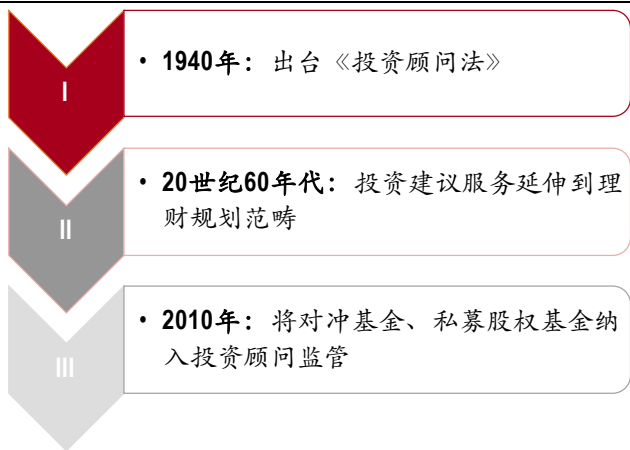 I
• 1940年：出台《投资顾问法》
II
• 20世纪60年代：投资建议服务延伸到理
财规划范畴
III
• 2010年：将对冲基金、私募股权基金纳
入投资顾问监管